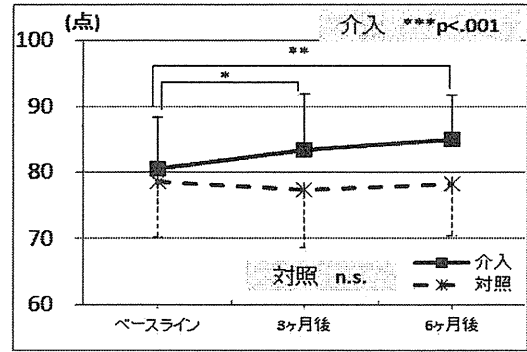 (点)
介入 ***p<.001
100
**
*
90
80
70
対照 n.s.
介入
対照
60
ベースライン 3ヶ月後 6ヶ月後